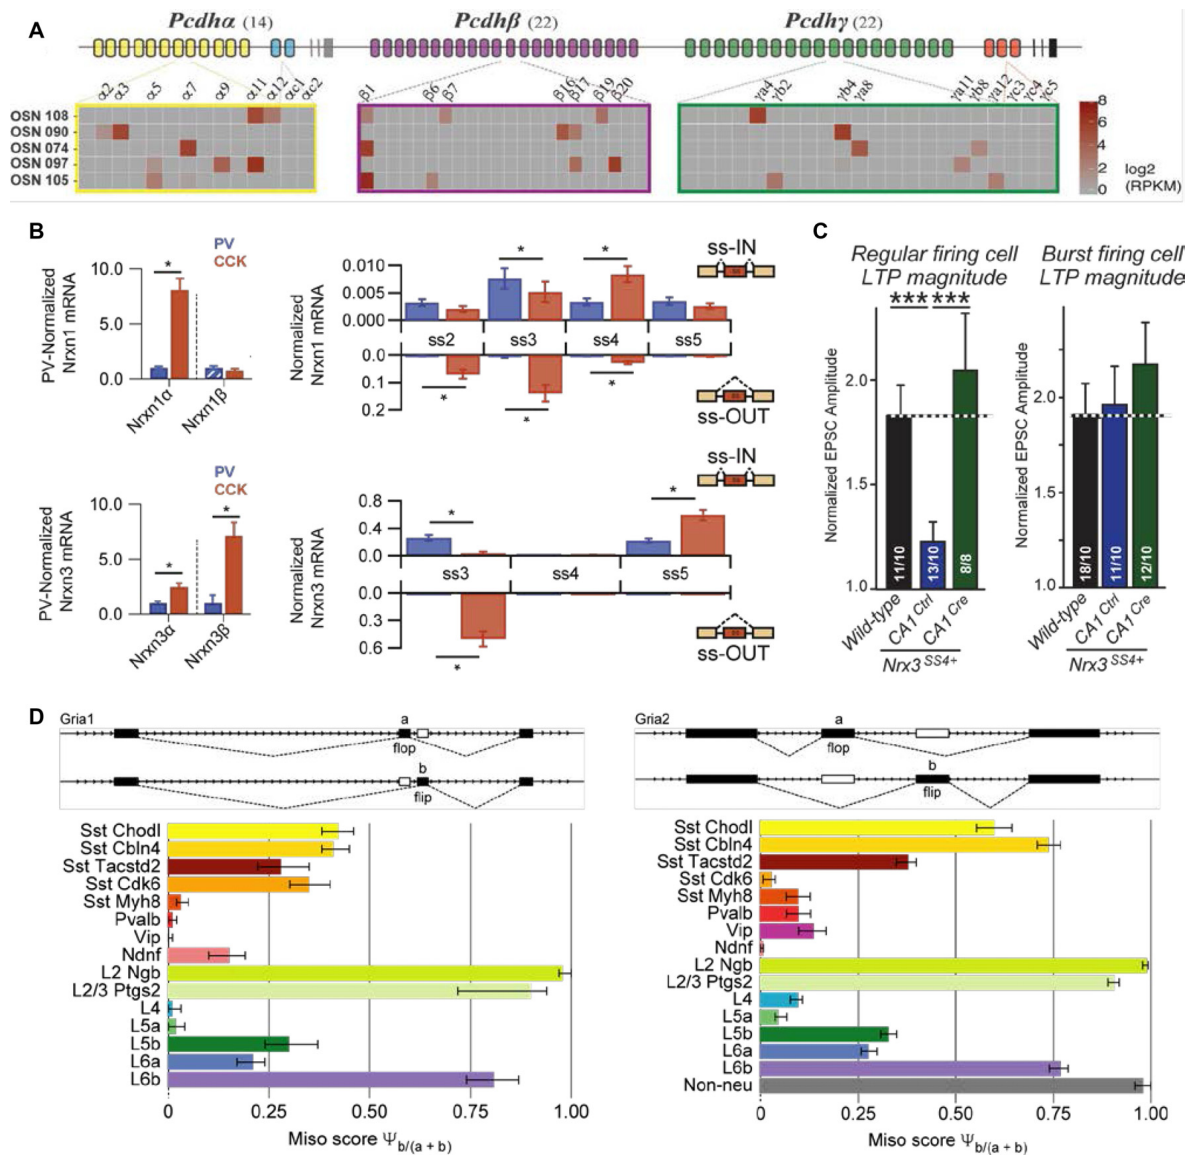 A
Pcdhα (14)
Pcdhβ (22)
Pcdhγ (22)
α2
α3
α5
α7
α9
α11
α12
αc1
αc2
β1
β6
β7
β16
β17
β19
β20
γa4
γb2
γb4
γa8
γa11
γb8
γa12
γc3
γc4
γc5
OSN 108
OSN 090
OSN 074
OSN 097
OSN 105
8
6
4
2
0
log2
(RPKM)
B
PV-Normalized
Nrxn1 mRNA
10.0
5.0
0.0
PV
CCK
*
Nrxn1α
Nrxn1β
Normalized
Nrxn1 mRNA
0.010
0.005
0.000
0.0
0.1
0.2
* *
ss2 ss3 ss4 ss5
* * *
ss-IN
ss
ss
ss-OUT
PV-Normalized
Nrxn3 mRNA
10.0
5.0
0.0
PV
CCK
*
*
Nrxn3α
Nrxn3β
Normalized
Nrxn3 mRNA
0.8
0.4
0.0
0.0
0.3
0.6
* *
ss3 ss4 ss5
*
ss-IN
ss
ss
ss-OUT
C
Regular firing cell
LTP magnitude
*** ***
Normalized EPSC Amplitude
2.0
1.5
1.0
11/10
13/10
8/8
Wild-type
CA1 Ctrl
CA1 Cre
Nrx3 SS4+
Burst firing cell
LTP magnitude
Normalized EPSC Amplitude
2.0
1.5
1.0
18/10
11/10
12/10
Wild-type
CA1 Ctrl
CA1 Cre
Nrx3 SS4+
D
Gria1
a
flop
b
flip
Sst Chodl
Sst Cbln4
Sst Tacstd2
Sst Cdk6
Sst Myh8
Pvalb
Vip
Ndnf
L2 Ngb
L2/3 Ptgs2
L4
L5a
L5b
L6a
L6b
0 0.25 0.50 0.75 1.00
Miso score Ψb/(a + b)
Gria2
a
flop
b
flip
Sst Chodl
Sst Cbln4
Sst Tacstd2
Sst Cdk6
Sst Myh8
Pvalb
Vip
Ndnf
L2 Ngb
L2/3 Ptgs2
L4
L5a
L5b
L6a
L6b
Non-neu
0 0.25 0.50 0.75 1.00
Miso score Ψb/(a + b)